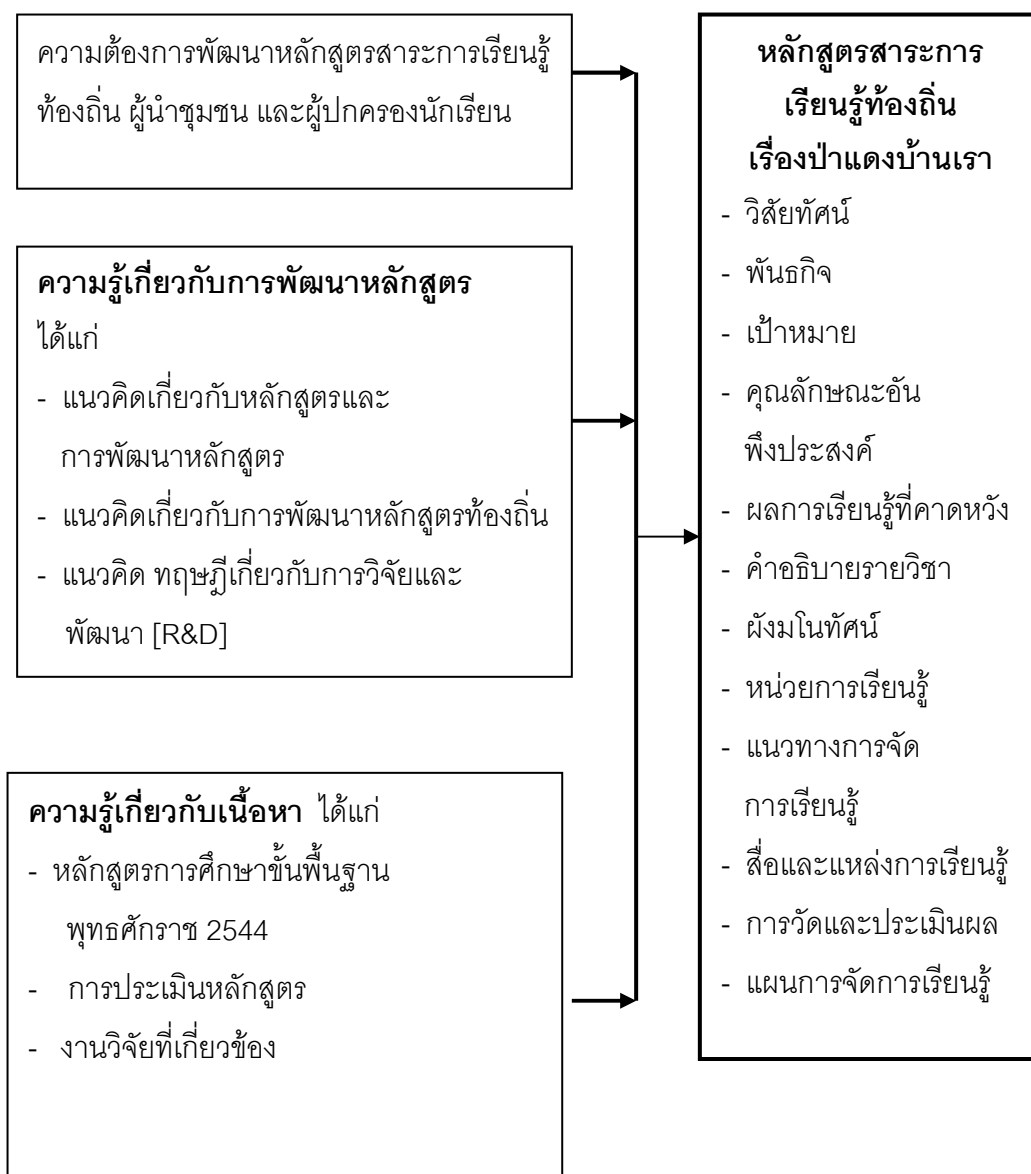 ความต้องการพัฒนาหลักสูตรสาระการเรียนรู้
ท้องถิ่น ผู้นำชุมชน และผู้ปกครองนักเรียน
ความรู้เกี่ยวกับการพัฒนาหลักสูตร
ได้แก่
- แนวคิดเกี่ยวกับหลักสูตรและ
การพัฒนาหลักสูตร
- แนวคิดเกี่ยวกับการพัฒนาหลักสูตรท้องถิ่น
- แนวคิด ทฤษฎีเกี่ยวกับการวิจัยและ
พัฒนา [R&D]
ความรู้เกี่ยวกับเนื้อหา ได้แก่
- หลักสูตรการศึกษาขั้นพื้นฐาน
พุทธศักราช 2544
- การประเมินหลักสูตร
- งานวิจัยที่เกี่ยวข้อง
หลักสูตรสาระการ
เรียนรู้ท้องถิ่น
เรื่องป่าแดงบ้านเรา
- วิสัยทัศน์
- พันธกิจ
- เป้าหมาย
- คุณลักษณะอัน
พึงประสงค์
- ผลการเรียนรู้ที่คาดหวัง
- คำอธิบายรายวิชา
- ผังมโนทัศน์
- หน่วยการเรียนรู้
- แนวทางการจัด
การเรียนรู้
- สื่อและแหล่งการเรียนรู้
- การวัดและประเมินผล
- แผนการจัดการเรียนรู้